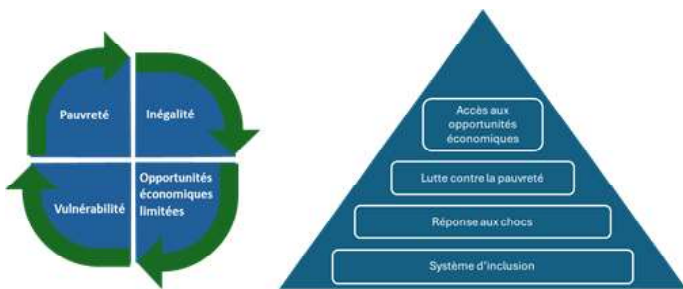 Pauvreté
Inégalité
Vulnérabilité
Opportunités
économiques
limitées
Accès aux
opportunités
économiques
Lutte contre la pauvreté
Réponse aux chocs
Système d'inclusion